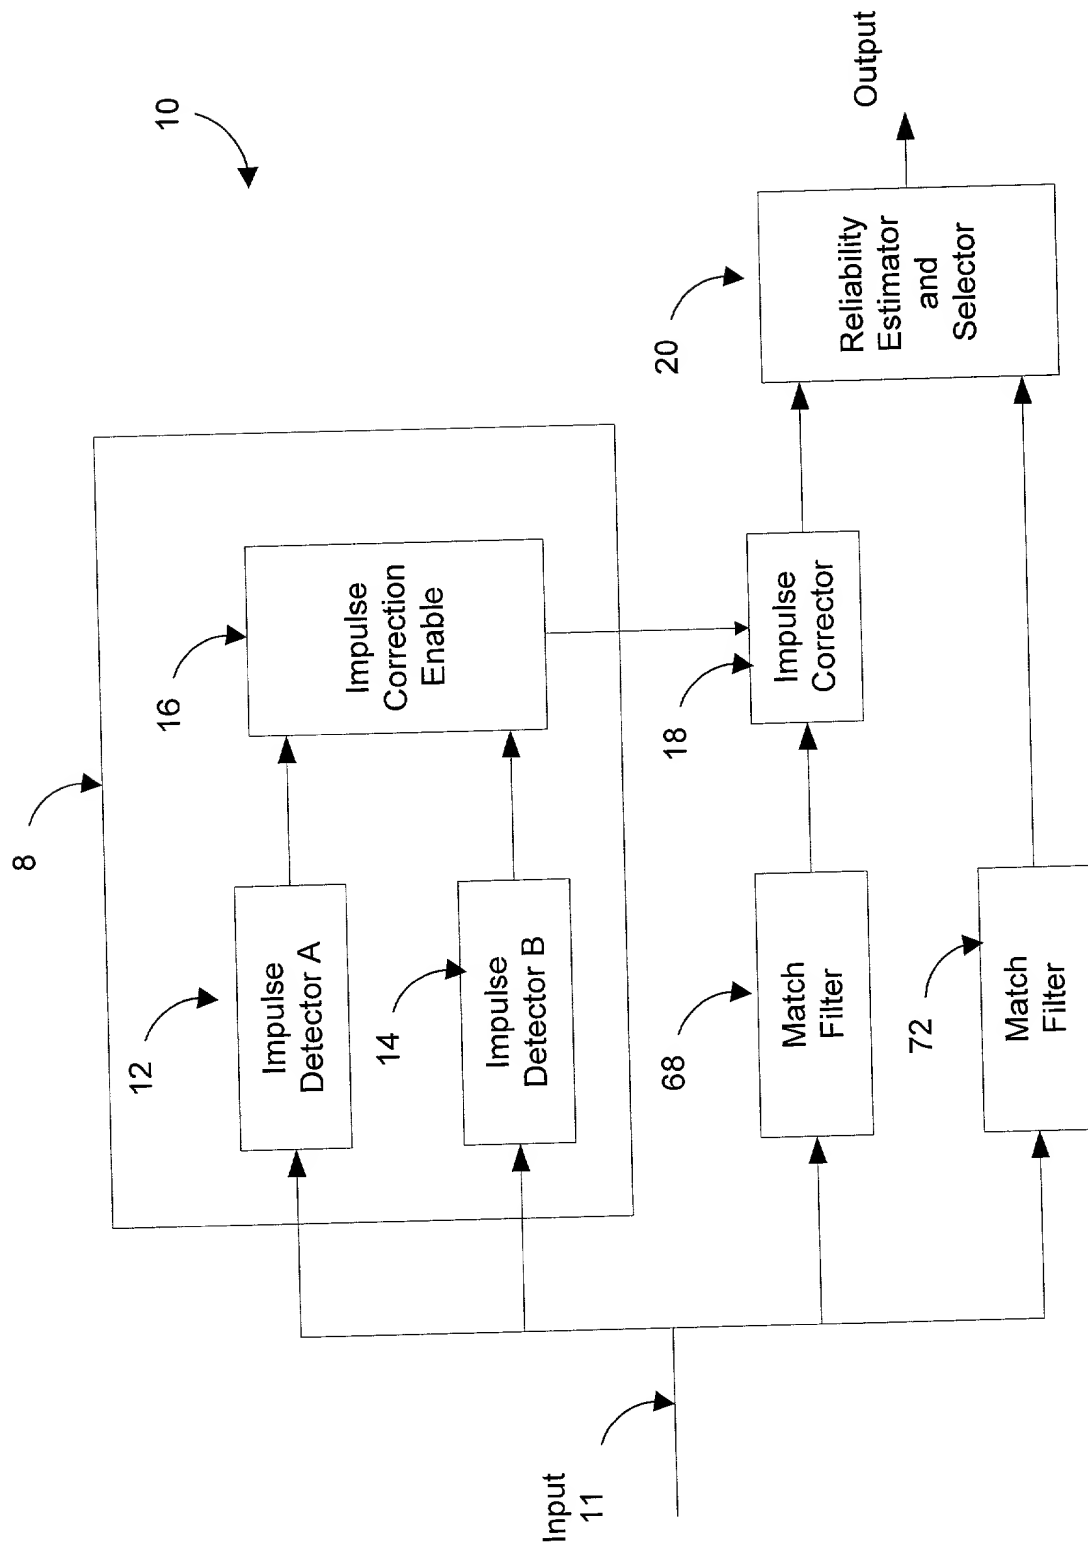 10
8
16
Impulse
Correction
Enable
12
Impulse
Detector A
14
Impulse
Detector B
Output
20
Reliability
Estimator
and
Selector
18
Impulse
Corrector
68
Match
Filter
72
Match
Filter
Input
11